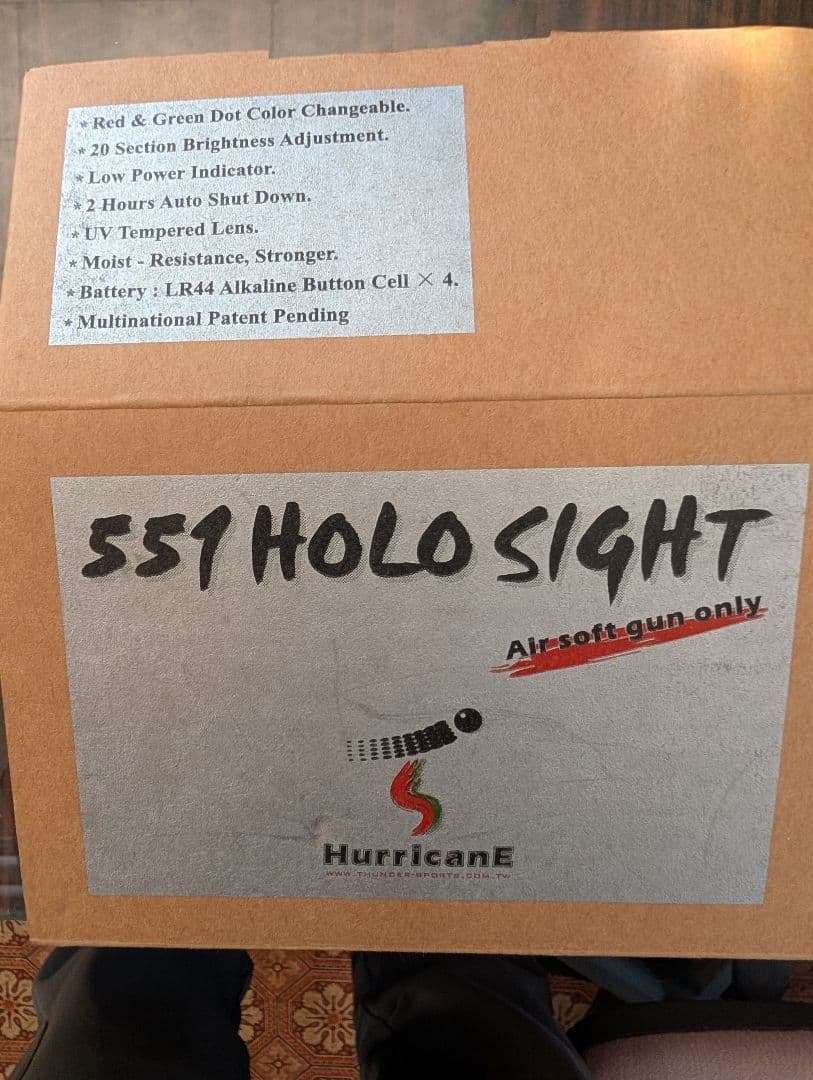 * Red & Green Dot Color Changeable.
* 20 Section Brightness Adjustment.
* Low Power Indicator.
* 2 Hours Auto Shut Down.
* UV Tempered Lens.
* Moist - Resistance, Stronger.
* Battery : LR44 Alkaline Button Cell × 4.
* Multinational Patent Pending
551 HOLO SIGHT
Air soft gun only
HurricanE
WWW.THUNDER-SPORTS.COM.TW